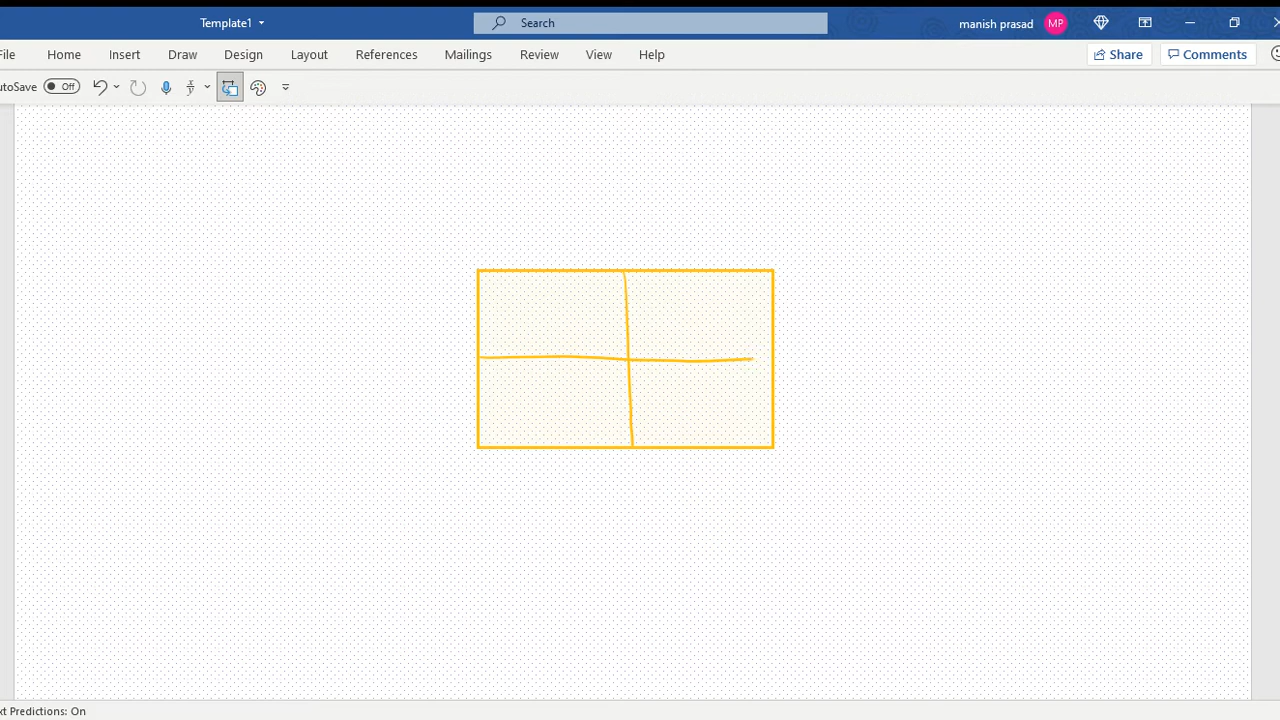 Template1
Search
manish prasad
MP
File Home Insert Draw Design Layout References Mailings Review View Help
Share
Comments
AutoSave Off
x/y
Text Predictions: On